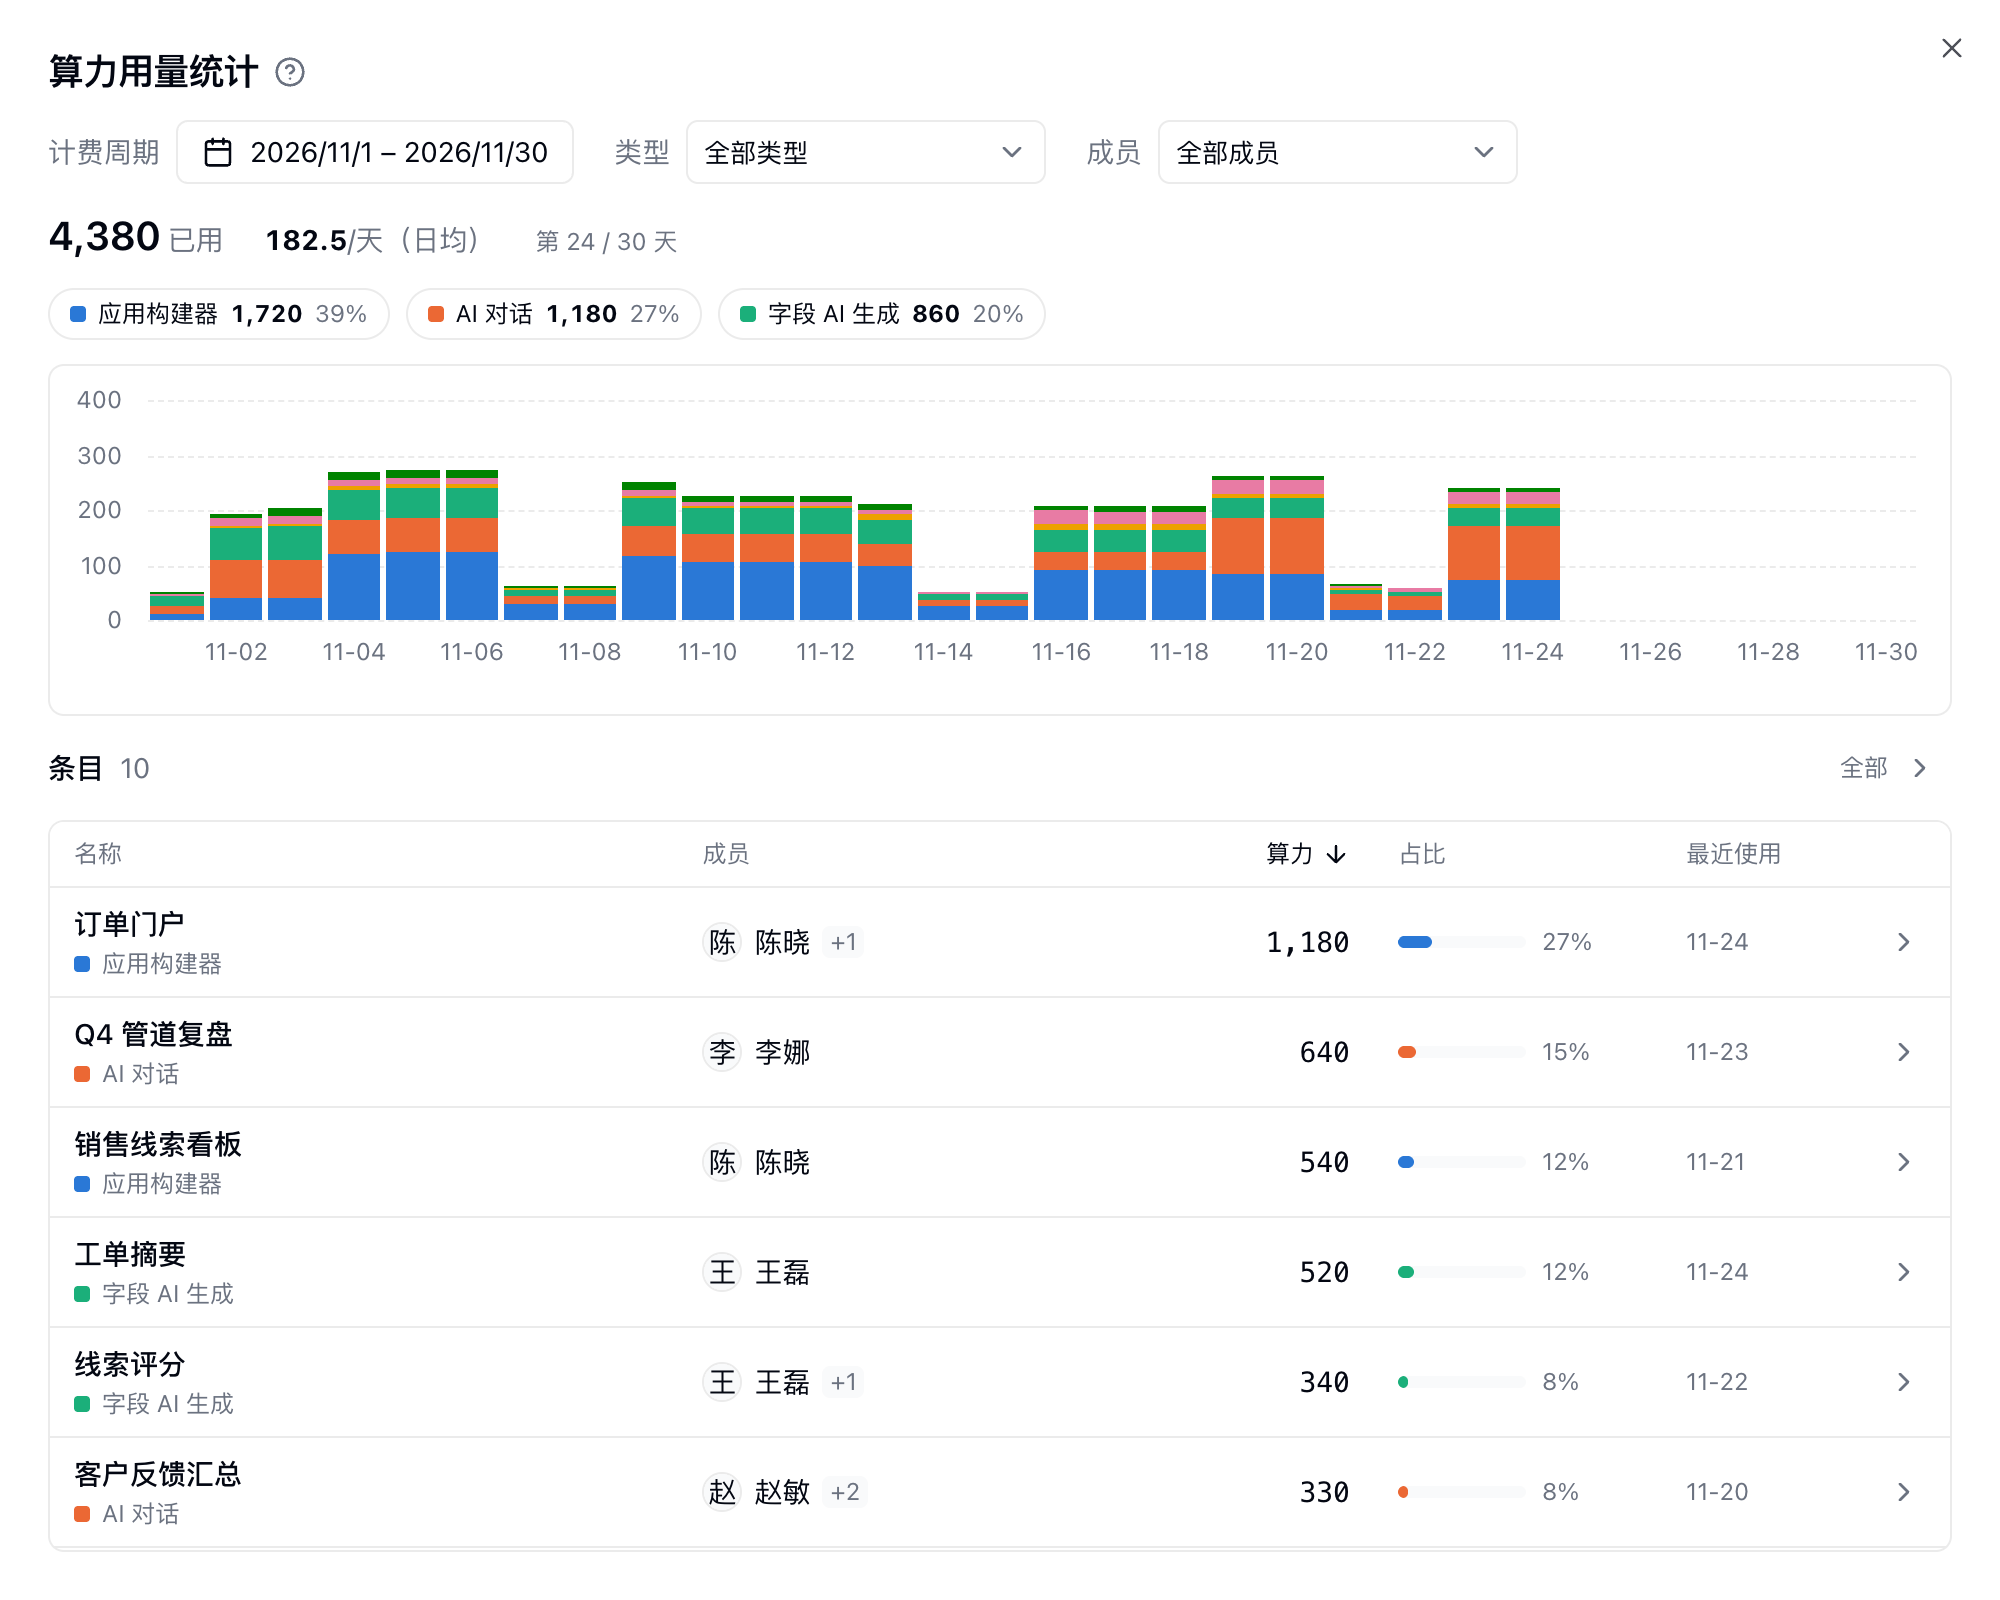 算力用量统计
计费周期 2026/11/1 – 2026/11/30 类型 全部类型 成员 全部成员
4,380 已用 182.5/天（日均） 第 24 / 30 天
应用构建器 1,720 39% AI 对话 1,180 27% 字段 AI 生成 860 20%
400
300
200
100
0
11-02 11-04 11-06 11-08 11-10 11-12 11-14 11-16 11-18 11-20 11-22 11-24 11-26 11-28 11-30
条目 10 全部
名称 成员 算力 占比 最近使用
订单门户
应用构建器
陈 陈晓 +1 1,180 27% 11-24
Q4 管道复盘
AI 对话
李 李娜 640 15% 11-23
销售线索看板
应用构建器
陈 陈晓 540 12% 11-21
工单摘要
字段 AI 生成
王 王磊 520 12% 11-24
线索评分
字段 AI 生成
王 王磊 +1 340 8% 11-22
客户反馈汇总
AI 对话
赵 赵敏 +2 330 8% 11-20